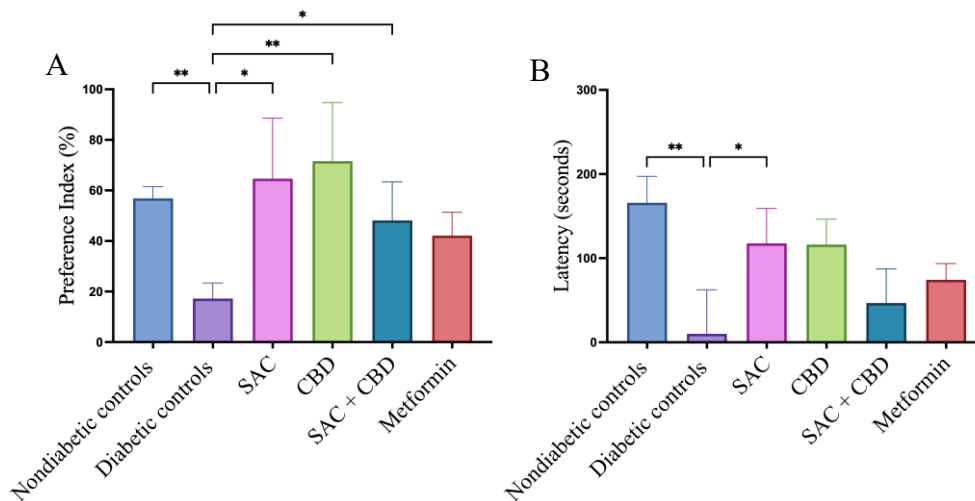 A
Preference Index (%)
100
80
60
40
20
0
**
*
**
*
Nondiabetic controls
Diabetic controls
SAC
CBD
SAC + CBD
Metformin
B
Latency (seconds)
300
200
100
0
**
*
Nondiabetic controls
Diabetic controls
SAC
CBD
SAC + CBD
Metformin